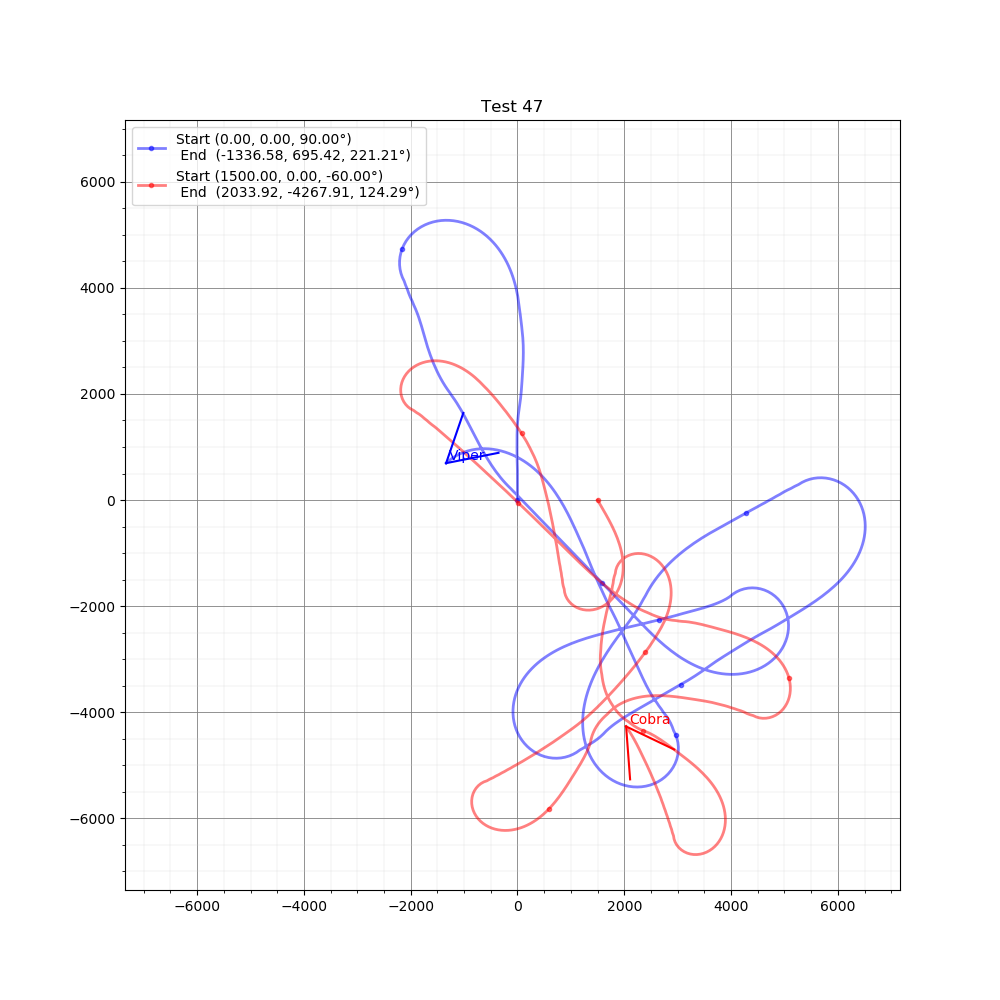 Test 47
Start (0.00, 0.00, 90.00°)
End (-1336.58, 695.42, 221.21°)
Start (1500.00, 0.00, -60.00°)
End (2033.92, -4267.91, 124.29°)
6000
4000
2000
0
−2000
−4000
−6000
Viper
Cobra
−6000 −4000 −2000 0 2000 4000 6000